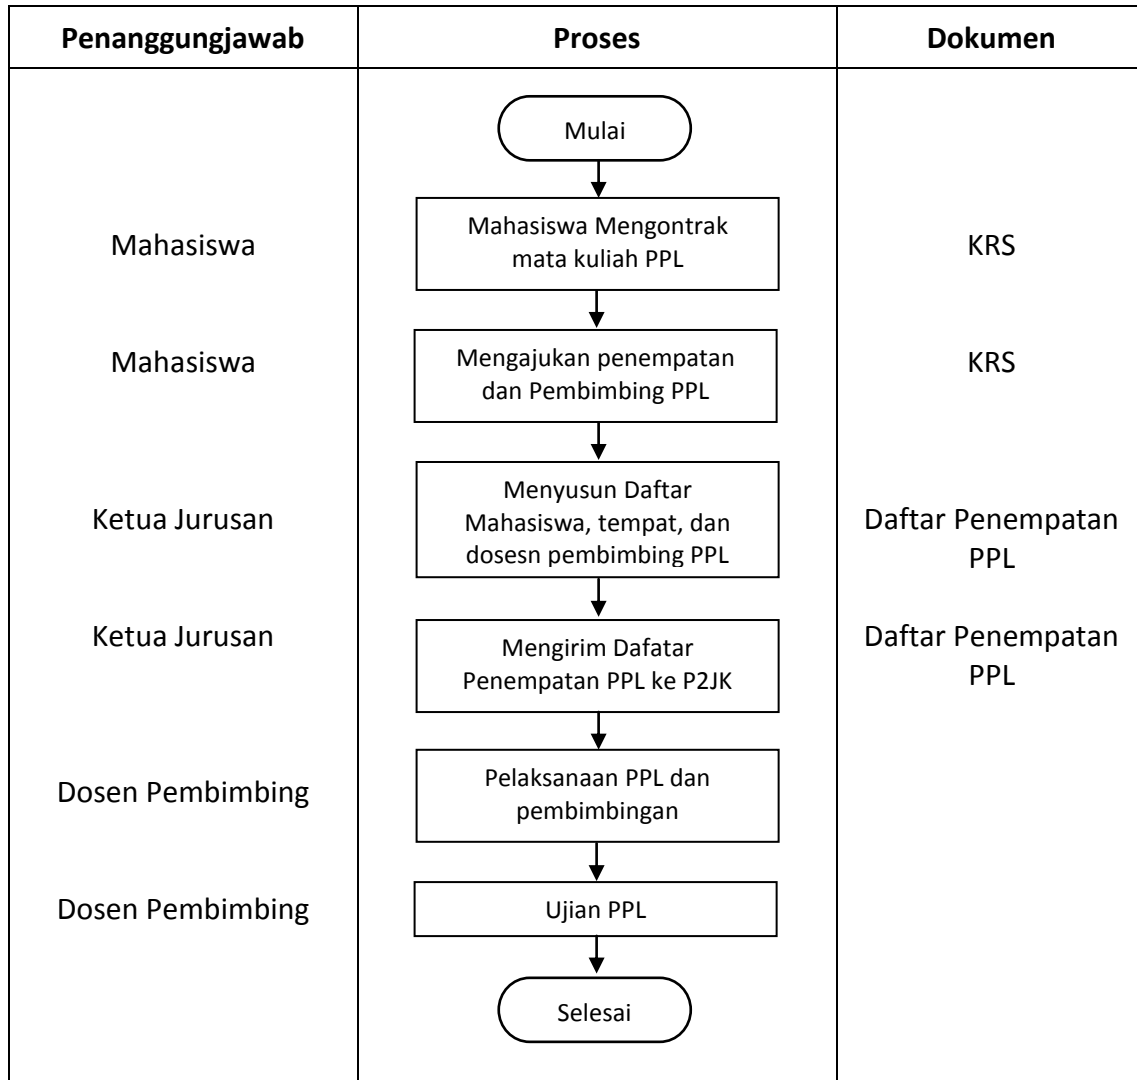 Penanggungjawab Proses Dokumen
Mulai
Mahasiswa Mengontrak
mata kuliah PPL
Mahasiswa
KRS
Mengajukan penempatan
dan Pembimbing PPL
Mahasiswa
KRS
Menyusun Daftar
Mahasiswa, tempat, dan
dosesn pembimbing PPL
Ketua Jurusan
Daftar Penempatan
PPL
Mengirim Dafatar
Penempatan PPL ke P2JK
Ketua Jurusan
Daftar Penempatan
PPL
Pelaksanaan PPL dan
pembimbingan
Dosen Pembimbing
Ujian PPL
Dosen Pembimbing
Selesai